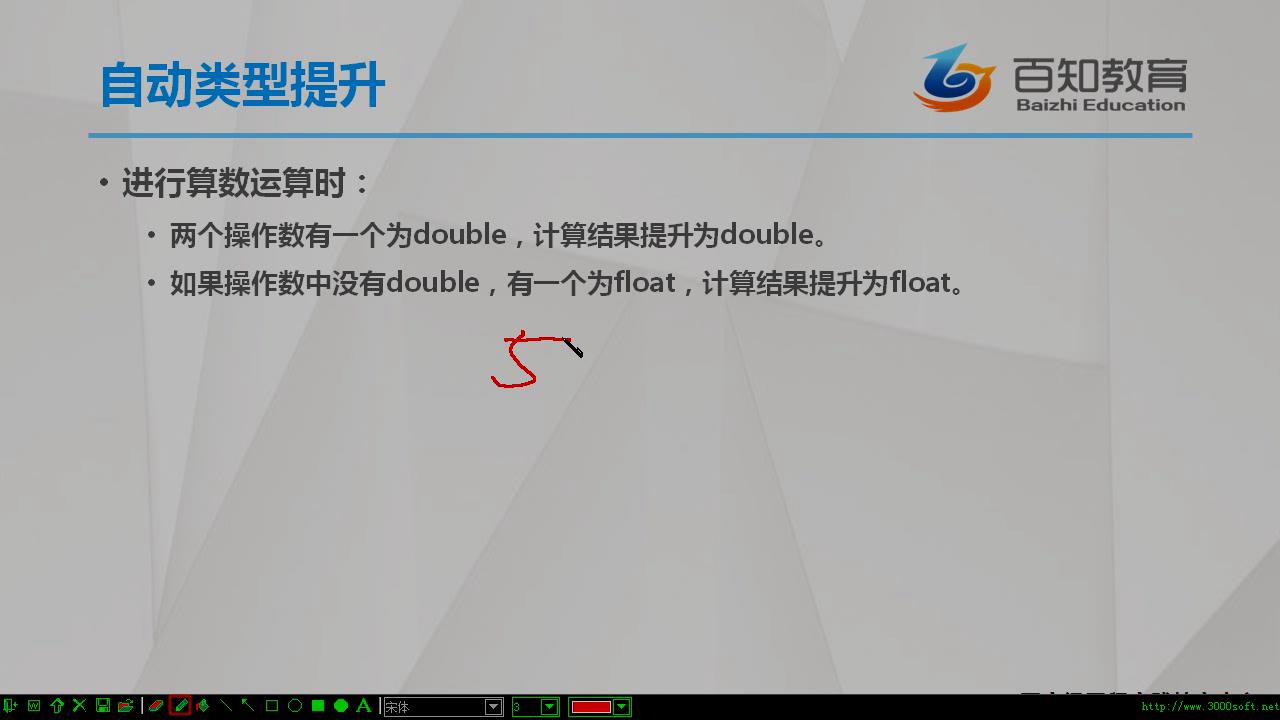 自动类型提升
百知教育
Baizhi Education
• 进行算数运算时：
• 两个操作数有一个为double，计算结果提升为double。
• 如果操作数中没有double，有一个为float，计算结果提升为float。
5
W
A
宋体
3
http://www.3000soft.net